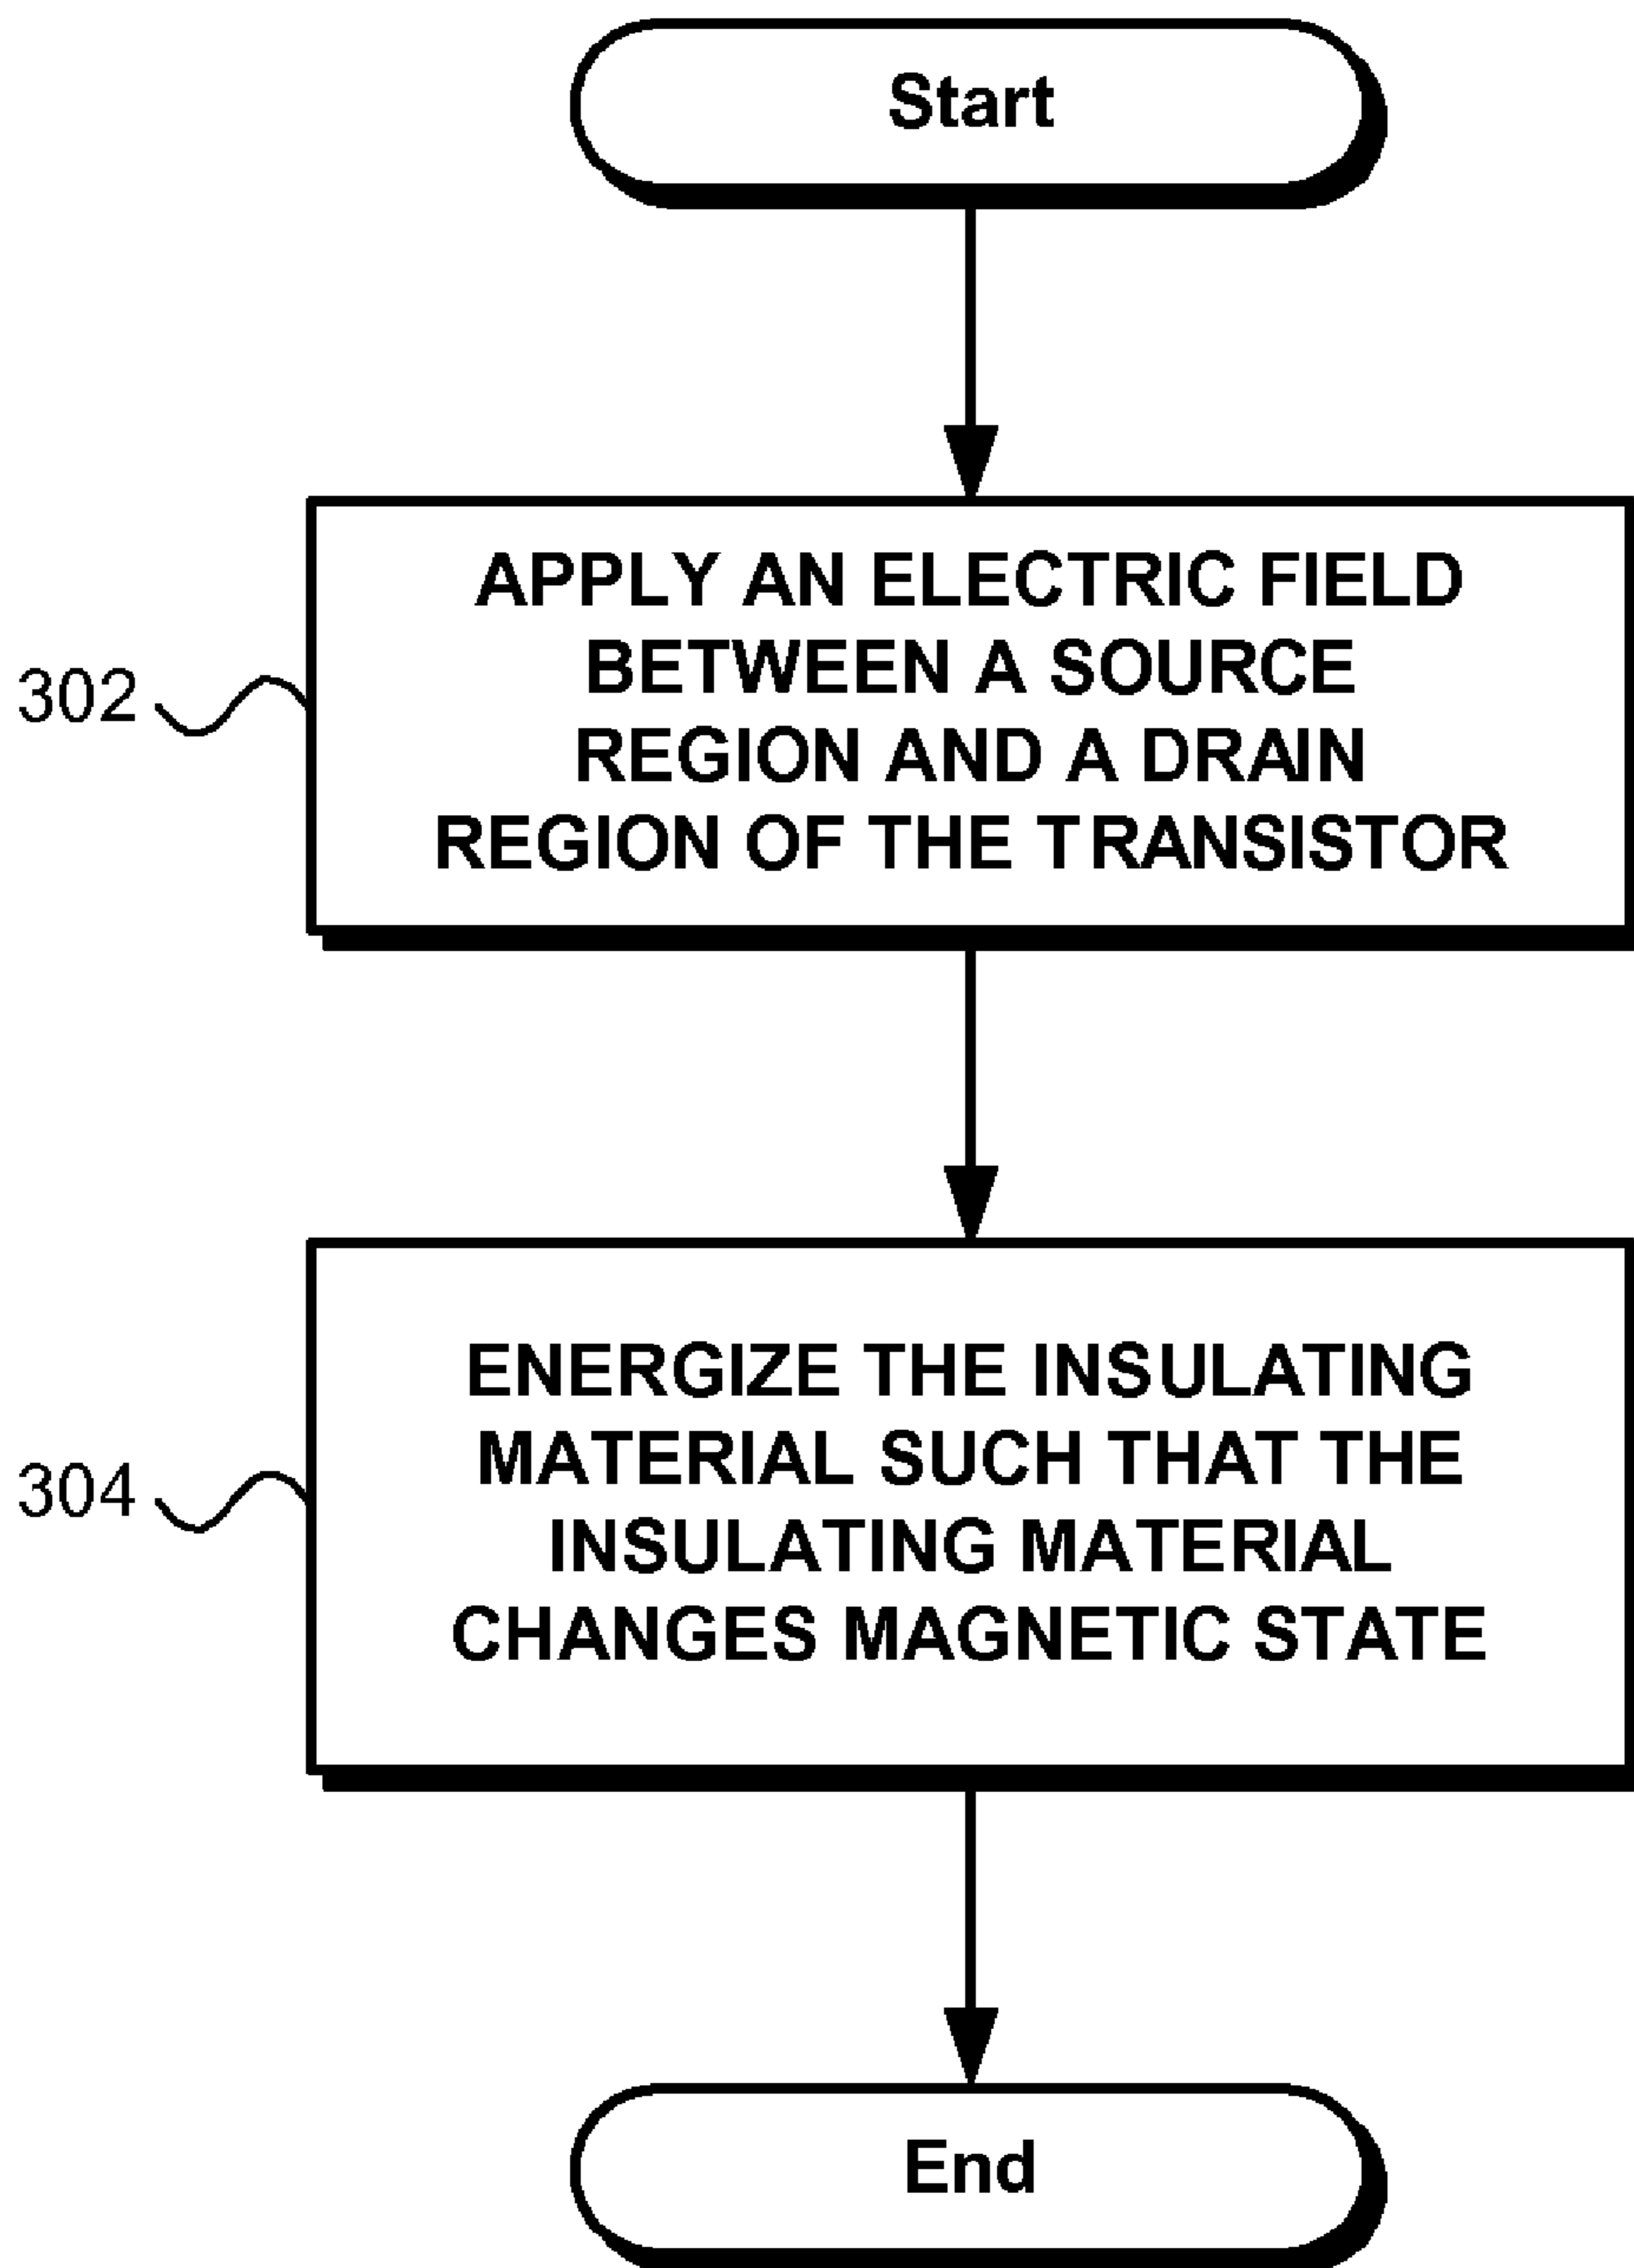 Start
302
APPLY AN ELECTRIC FIELD
BETWEEN A SOURCE
REGION AND A DRAIN
REGION OF THE TRANSISTOR
304
ENERGIZE THE INSULATING
MATERIAL SUCH THAT THE
INSULATING MATERIAL
CHANGES MAGNETIC STATE
End